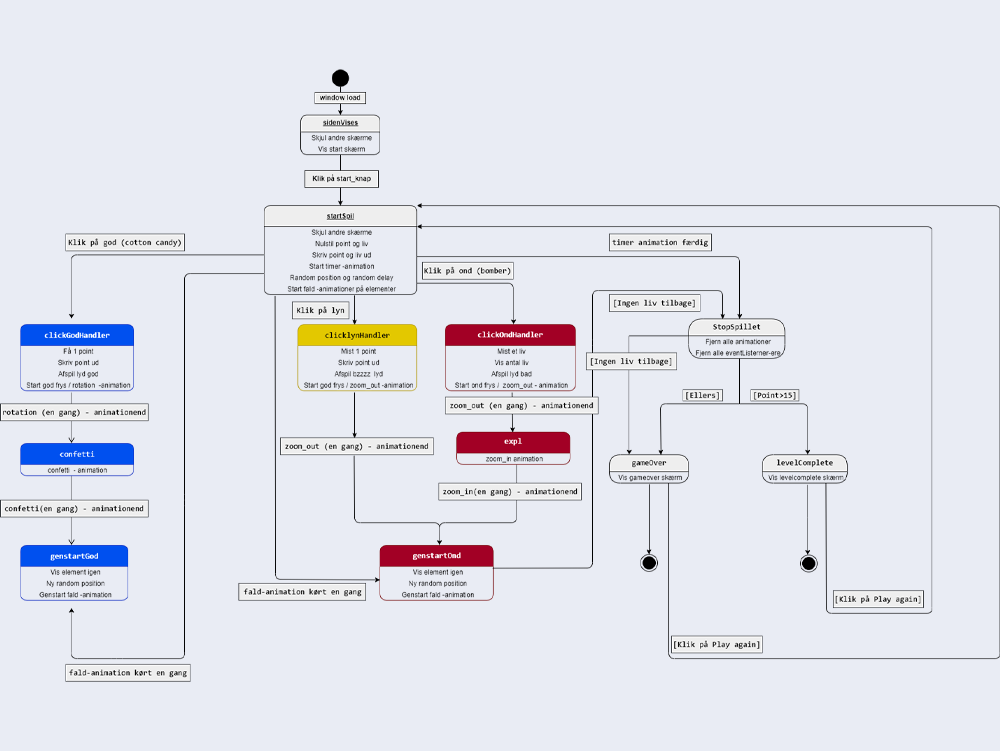 window load
sidenVises
Skjul andre skærme
Vis start skærm
Klik på start_knap
startSpil
Skjul andre skærme
Nulstil point og liv
Skriv point og liv ud
Start timer -animation
Random position og random delay
Start fald -animationer på elementer
Klik på god (cotton candy)
timer animation færdig
Klik på ond (bomber)
Klik på lyn
[Ingen liv tilbage]
clickGodHandler
Få 1 point
Skriv point ud
Afspil lyd god
Start god frys / rotation -animation
clicklynHandler
Mist 1 point
Skriv point ud
Afspil bzzzz lyd
Start god frys / zoom_out -animation
clickOndHandler
Mist et liv
Vis antal liv
Afspil lyd bad
Start ond frys / zoom_out - animation
StopSpillet
Fjern alle animationer
Fjern alle eventListerner-ere
[Ingen liv tilbage]
[Ellers]
[Point>15]
rotation (en gang) - animationend
zoom_out (en gang) - animationend
zoom_out (en gang) - animationend
confetti
confetti - animation
expl
zoom_in animation
gameOver
Vis gameover skærm
levelComplete
Vis levelcomplete skærm
zoom_in(en gang) - animationend
confetti(en gang) - animationend
genstartGod
Vis element igen
Ny random position
Genstart fald -animation
genstartOmd
Vis element igen
Ny random position
Genstart fald -animation
fald-animation kørt en gang
[Klik på Play again]
[Klik på Play again]
fald-animation kørt en gang